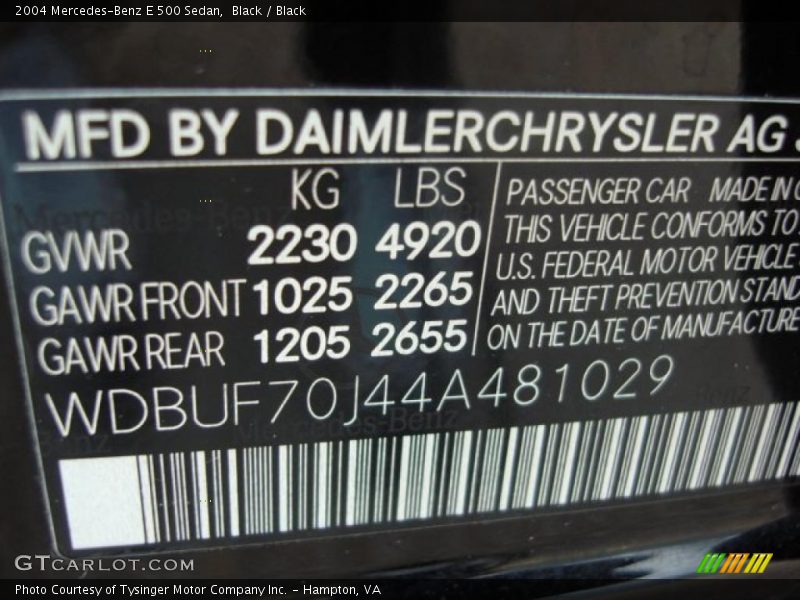 2004 Mercedes-Benz E 500 Sedan,  Black / Black
MFD BY DAIMLERCHRYSLER AG
KG LBS
GVWR 2230 4920
GAWR FRONT 1025 2265
GAWR REAR 1205 2655
PASSENGER CAR MADE IN
THIS VEHICLE CONFORMS TO
U.S. FEDERAL MOTOR VEHICLE
AND THEFT PREVENTION STAND
ON THE DATE OF MANUFACTURE
WDBUF70J44A481029
GTCARLOT.COM
Photo Courtesy of Tysinger Motor Company Inc. - Hampton, VA